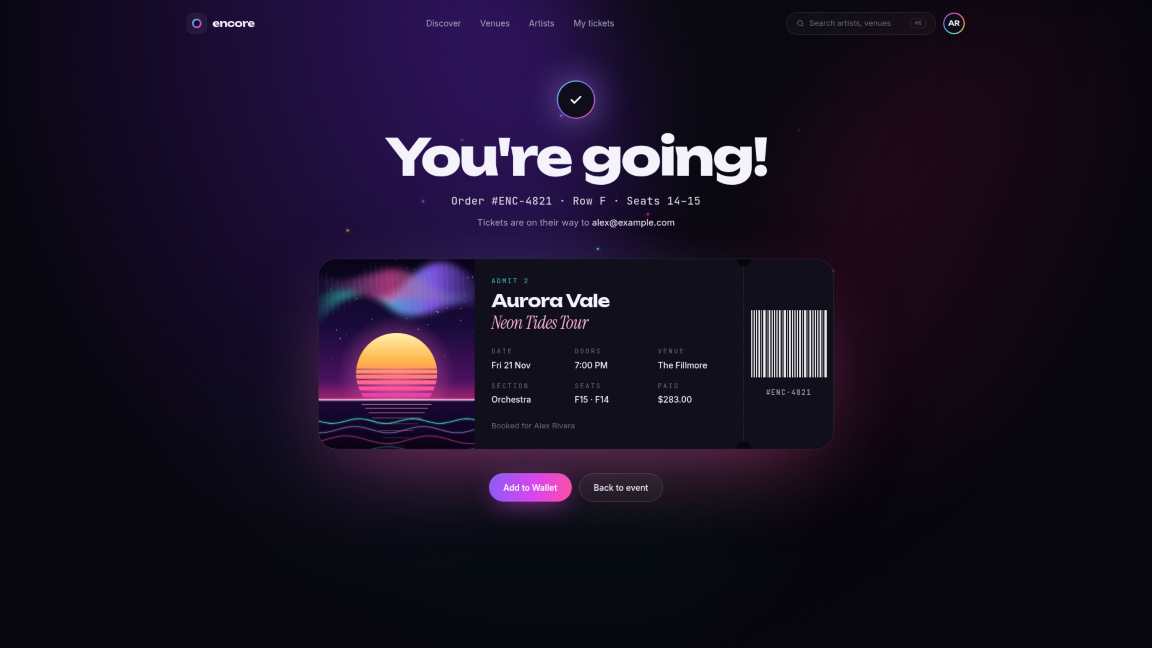 encore
Discover
Venues
Artists
My tickets
Search artists, venues
AR
You're going!
Order #ENC-4821 · Row F · Seats 14–15
Tickets are on their way to alex@example.com
ADMIT 2
Aurora Vale
Neon Tides Tour
DATE
DOORS
VENUE
Fri 21 Nov
7:00 PM
The Fillmore
SECTION
SEATS
PAID
Orchestra
F15 · F14
$283.00
Booked for Alex Rivera
#ENC-4821
Add to Wallet
Back to event